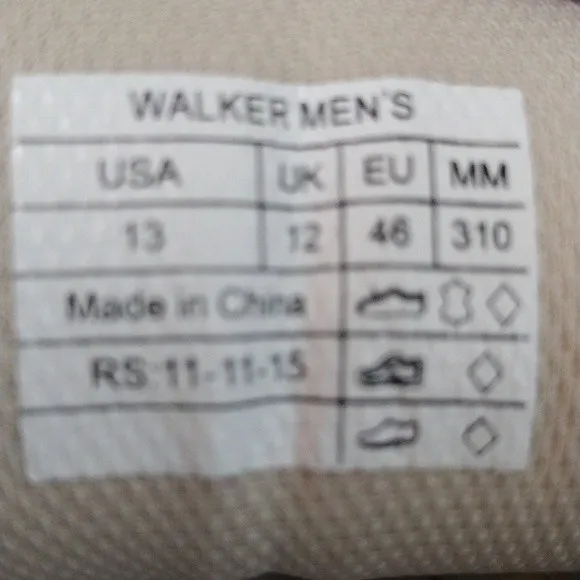 WALKER MEN'S
USA UK EU MM
13 12 46 310
Made in China
RS:11-11-15